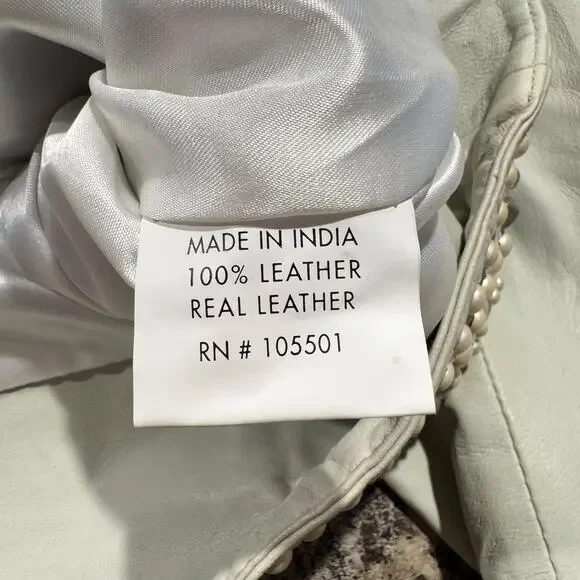 MADE IN INDIA
100% LEATHER
REAL LEATHER
RN # 105501